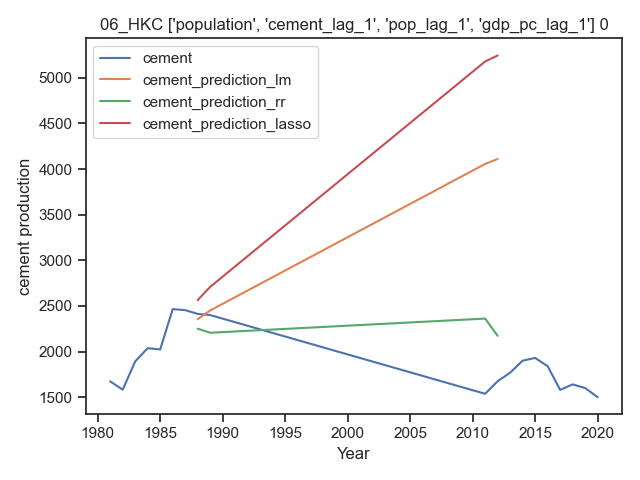 06_HKC ['population', 'cement_lag_1', 'pop_lag_1', 'gdp_pc_lag_1'] 0
cement
cement_prediction_lm
cement_prediction_rr
cement_prediction_lasso
5000
4500
4000
3500
3000
2500
2000
1500
cement production
1980 1985 1990 1995 2000 2005 2010 2015 2020
Year